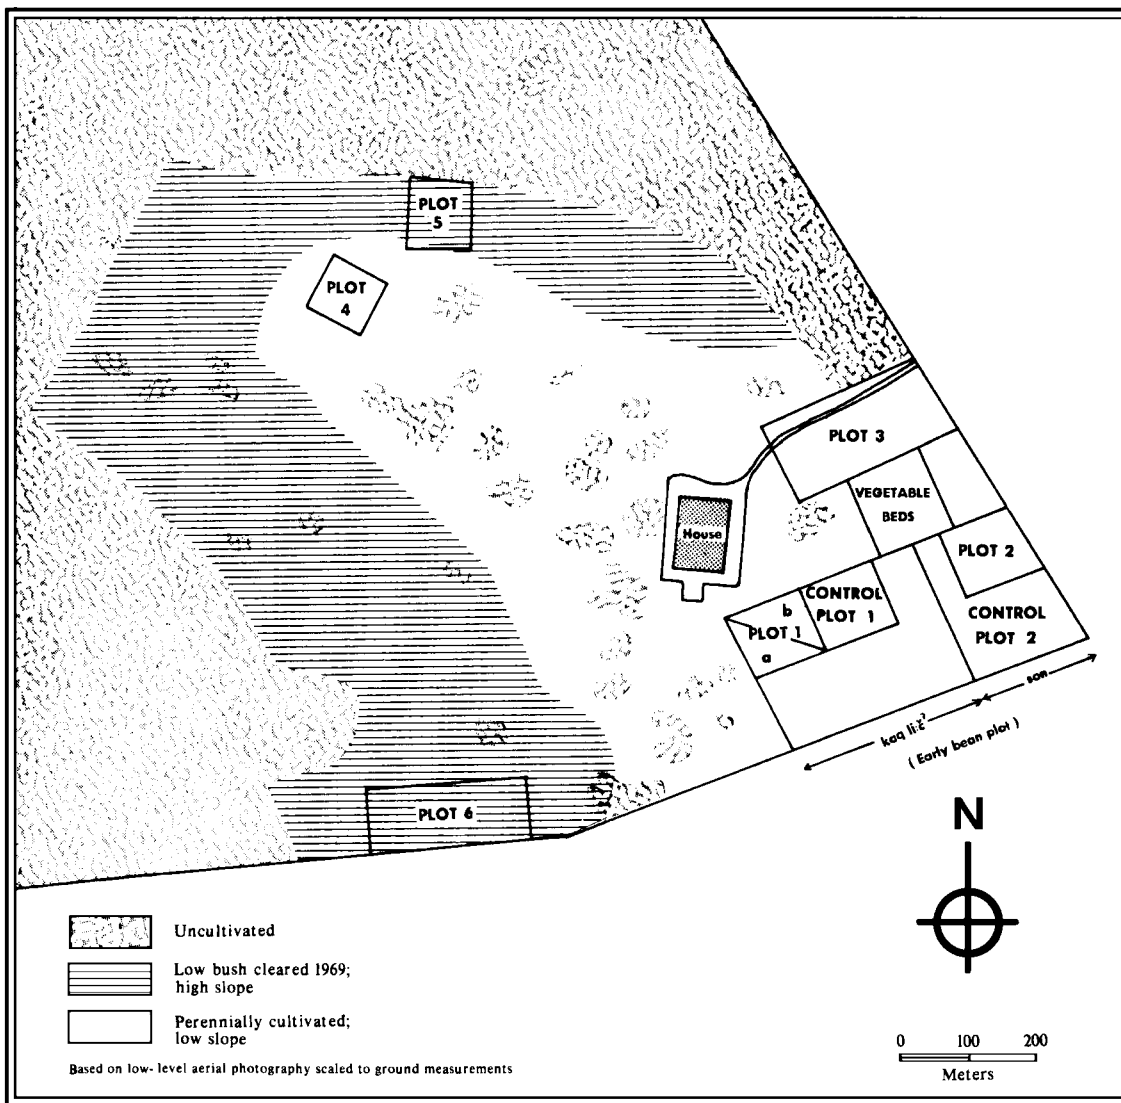 PLOT
5
PLOT
4
PLOT 3
VEGETABLE
BEDS
House
PLOT 2
b
CONTROL
PLOT 1
PLOT 1
a
CONTROL
PLOT 2
son
kaq li:č̓
( Early bean plot )
PLOT 6
N
Uncultivated
Low bush cleared 1969;
high slope
Perennially cultivated;
low slope
Based on low-level aerial photography scaled to ground measurements
0 100 200
Meters